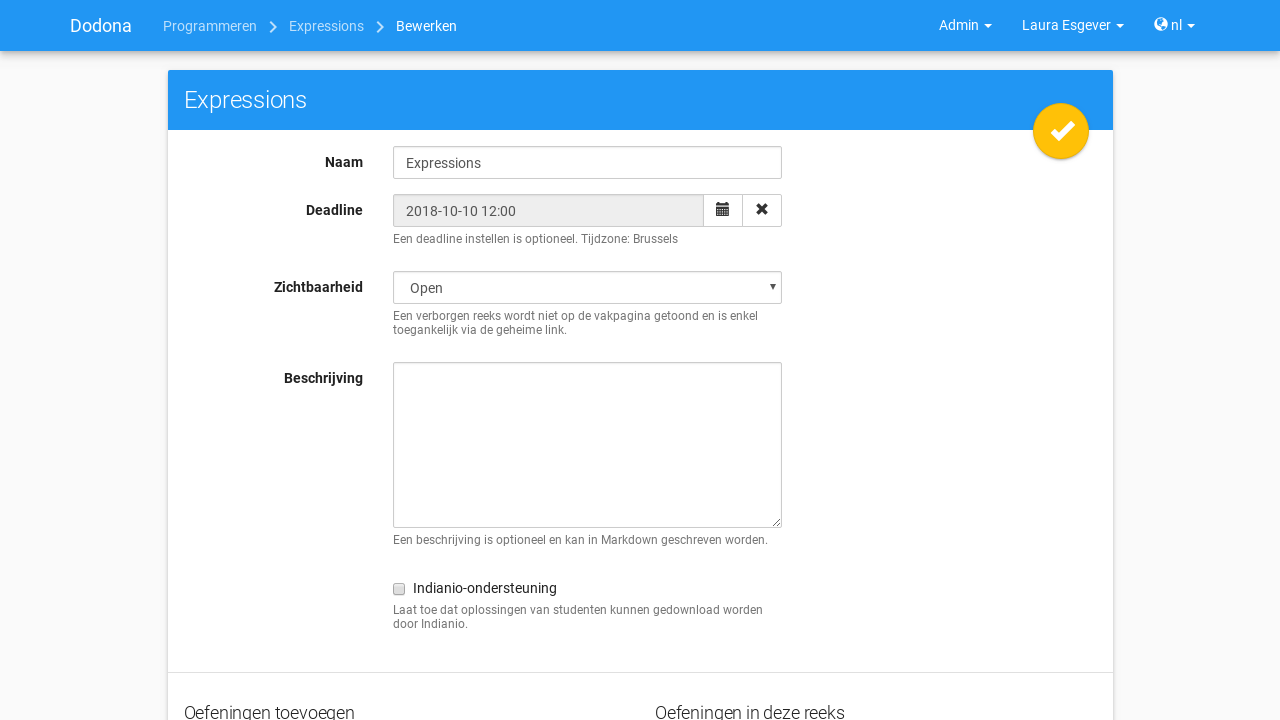 Dodona Programmeren Expressions Bewerken Admin Laura Esgever nl
Expressions
Naam Expressions
Deadline 2018-10-10 12:00
Een deadline instellen is optioneel. Tijdzone: Brussels
Zichtbaarheid Open
Een verborgen reeks wordt niet op de vakpagina getoond en is enkel
toegankelijk via de geheime link.
Beschrijving
Een beschrijving is optioneel en kan in Markdown geschreven worden.
Indianio-ondersteuning
Laat toe dat oplossingen van studenten kunnen gedownload worden
door Indianio.
Oefeningen toevoegen Oefeningen in deze reeks